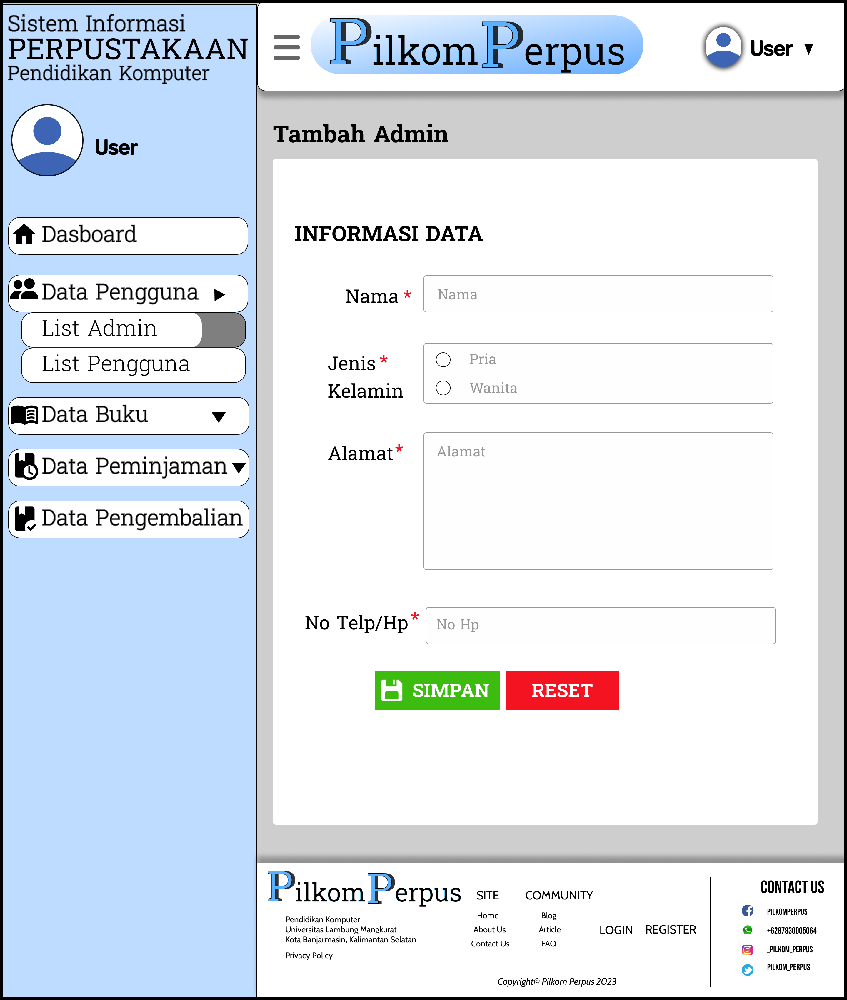 Sistem Informasi
PERPUSTAKAAN
Pendidikan Komputer
User
Dasboard
Data Pengguna
List Admin
List Pengguna
Data Buku
Data Peminjaman
Data Pengembalian
PilkomPerpus
User
Tambah Admin
INFORMASI DATA
Nama *
Nama
Jenis *
Kelamin
Pria
Wanita
Alamat*
Alamat
No Telp/Hp*
No Hp
SIMPAN
RESET
PilkomPerpus
Pendidikan Komputer
Universitas Lambung Mangkurat
Kota Banjarmasin, Kalimantan Selatan
Privacy Policy
SITE
Home
About Us
Contact Us
COMMUNITY
Blog
Article
FAQ
LOGIN
REGISTER
Copyright© Pilkom Perpus 2023
CONTACT US
PILKOMPERPUS
+6287830005064
_PILKOM_PERPUS
PILKOM_PERPUS